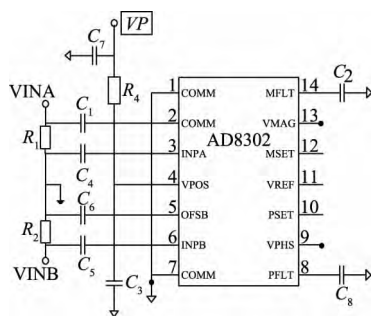 VP
C7
VINA
C1
R4
1 COMM MFLT 14 C2
2 COMM VMAG 13
AD8302
R1
3 INPA MSET 12
C4
4 VPOS VREF 11
C6
5 OFSB PSET 10
R2
6 INPB VPHS 9
C5
VINB
C3
7 COMM PFLT 8
C8